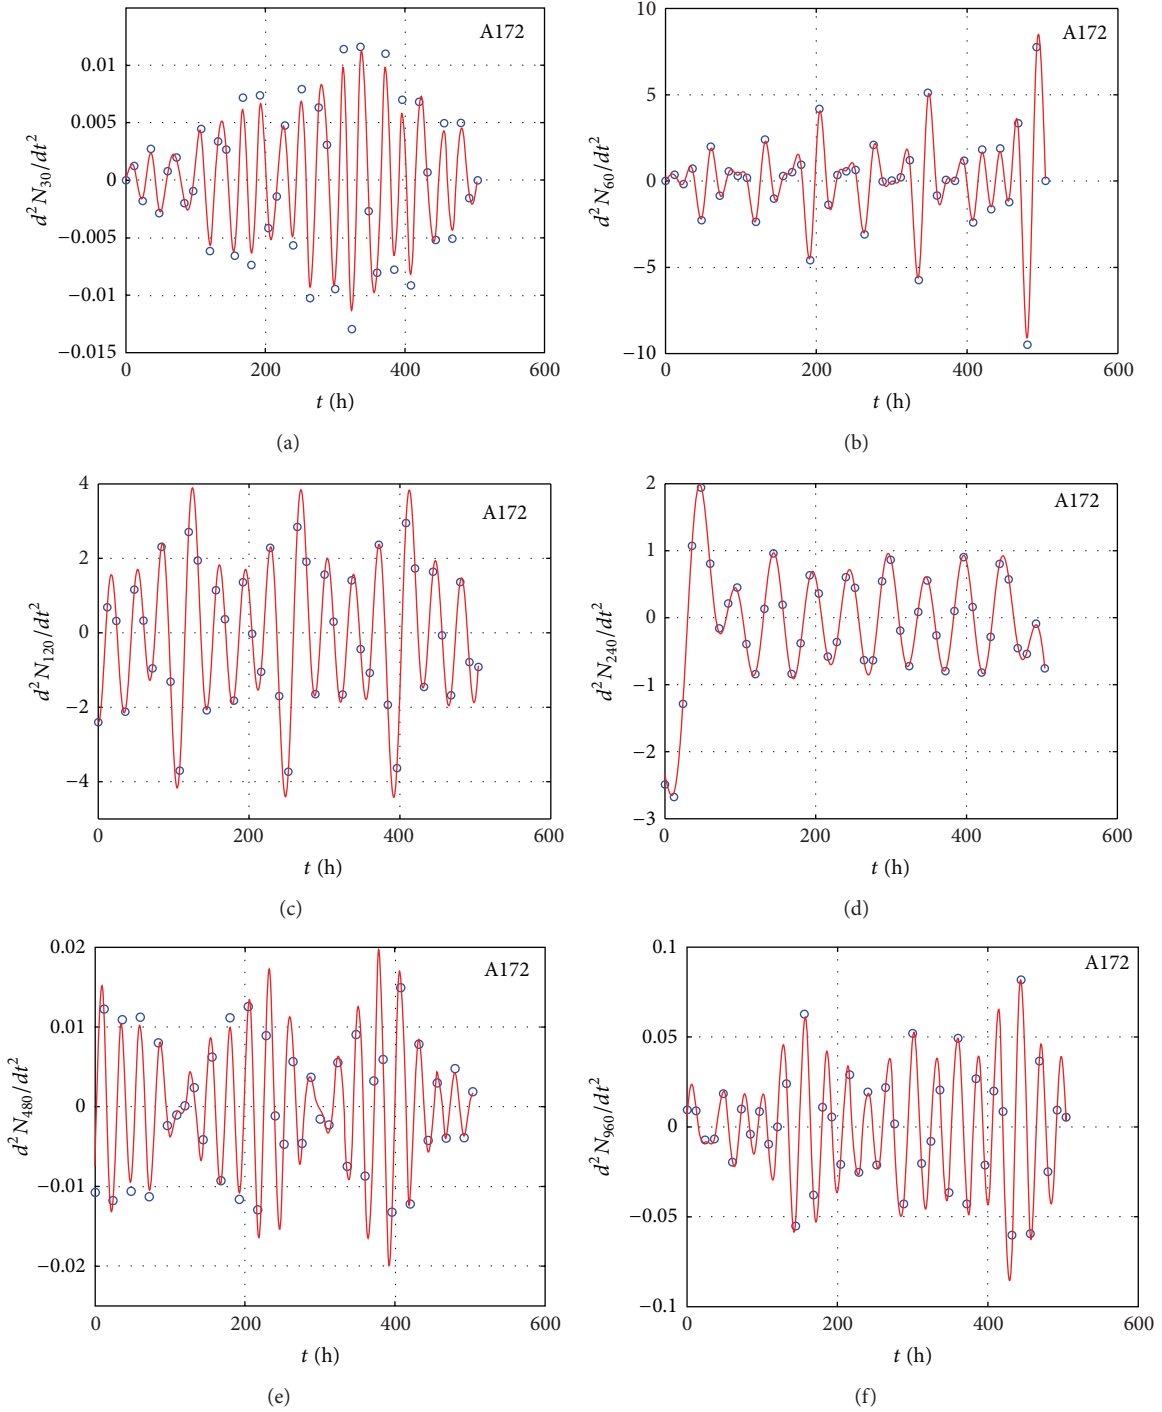 A172
d²N₃₀/dt²
0.01
0.005
0
−0.005
−0.01
−0.015
0 200 400 600
t (h)
(a)
A172
d²N₆₀/dt²
10
5
0
−5
−10
0 200 400 600
t (h)
(b)
A172
d²N₁₂₀/dt²
4
2
0
−2
−4
0 200 400 600
t (h)
(c)
A172
d²N₂₄₀/dt²
2
1
0
−1
−2
−3
0 200 400 600
t (h)
(d)
A172
d²N₄₈₀/dt²
0.02
0.01
0
−0.01
−0.02
0 200 400 600
t (h)
(e)
A172
d²N₉₆₀/dt²
0.1
0.05
0
−0.05
−0.1
0 200 400 600
t (h)
(f)